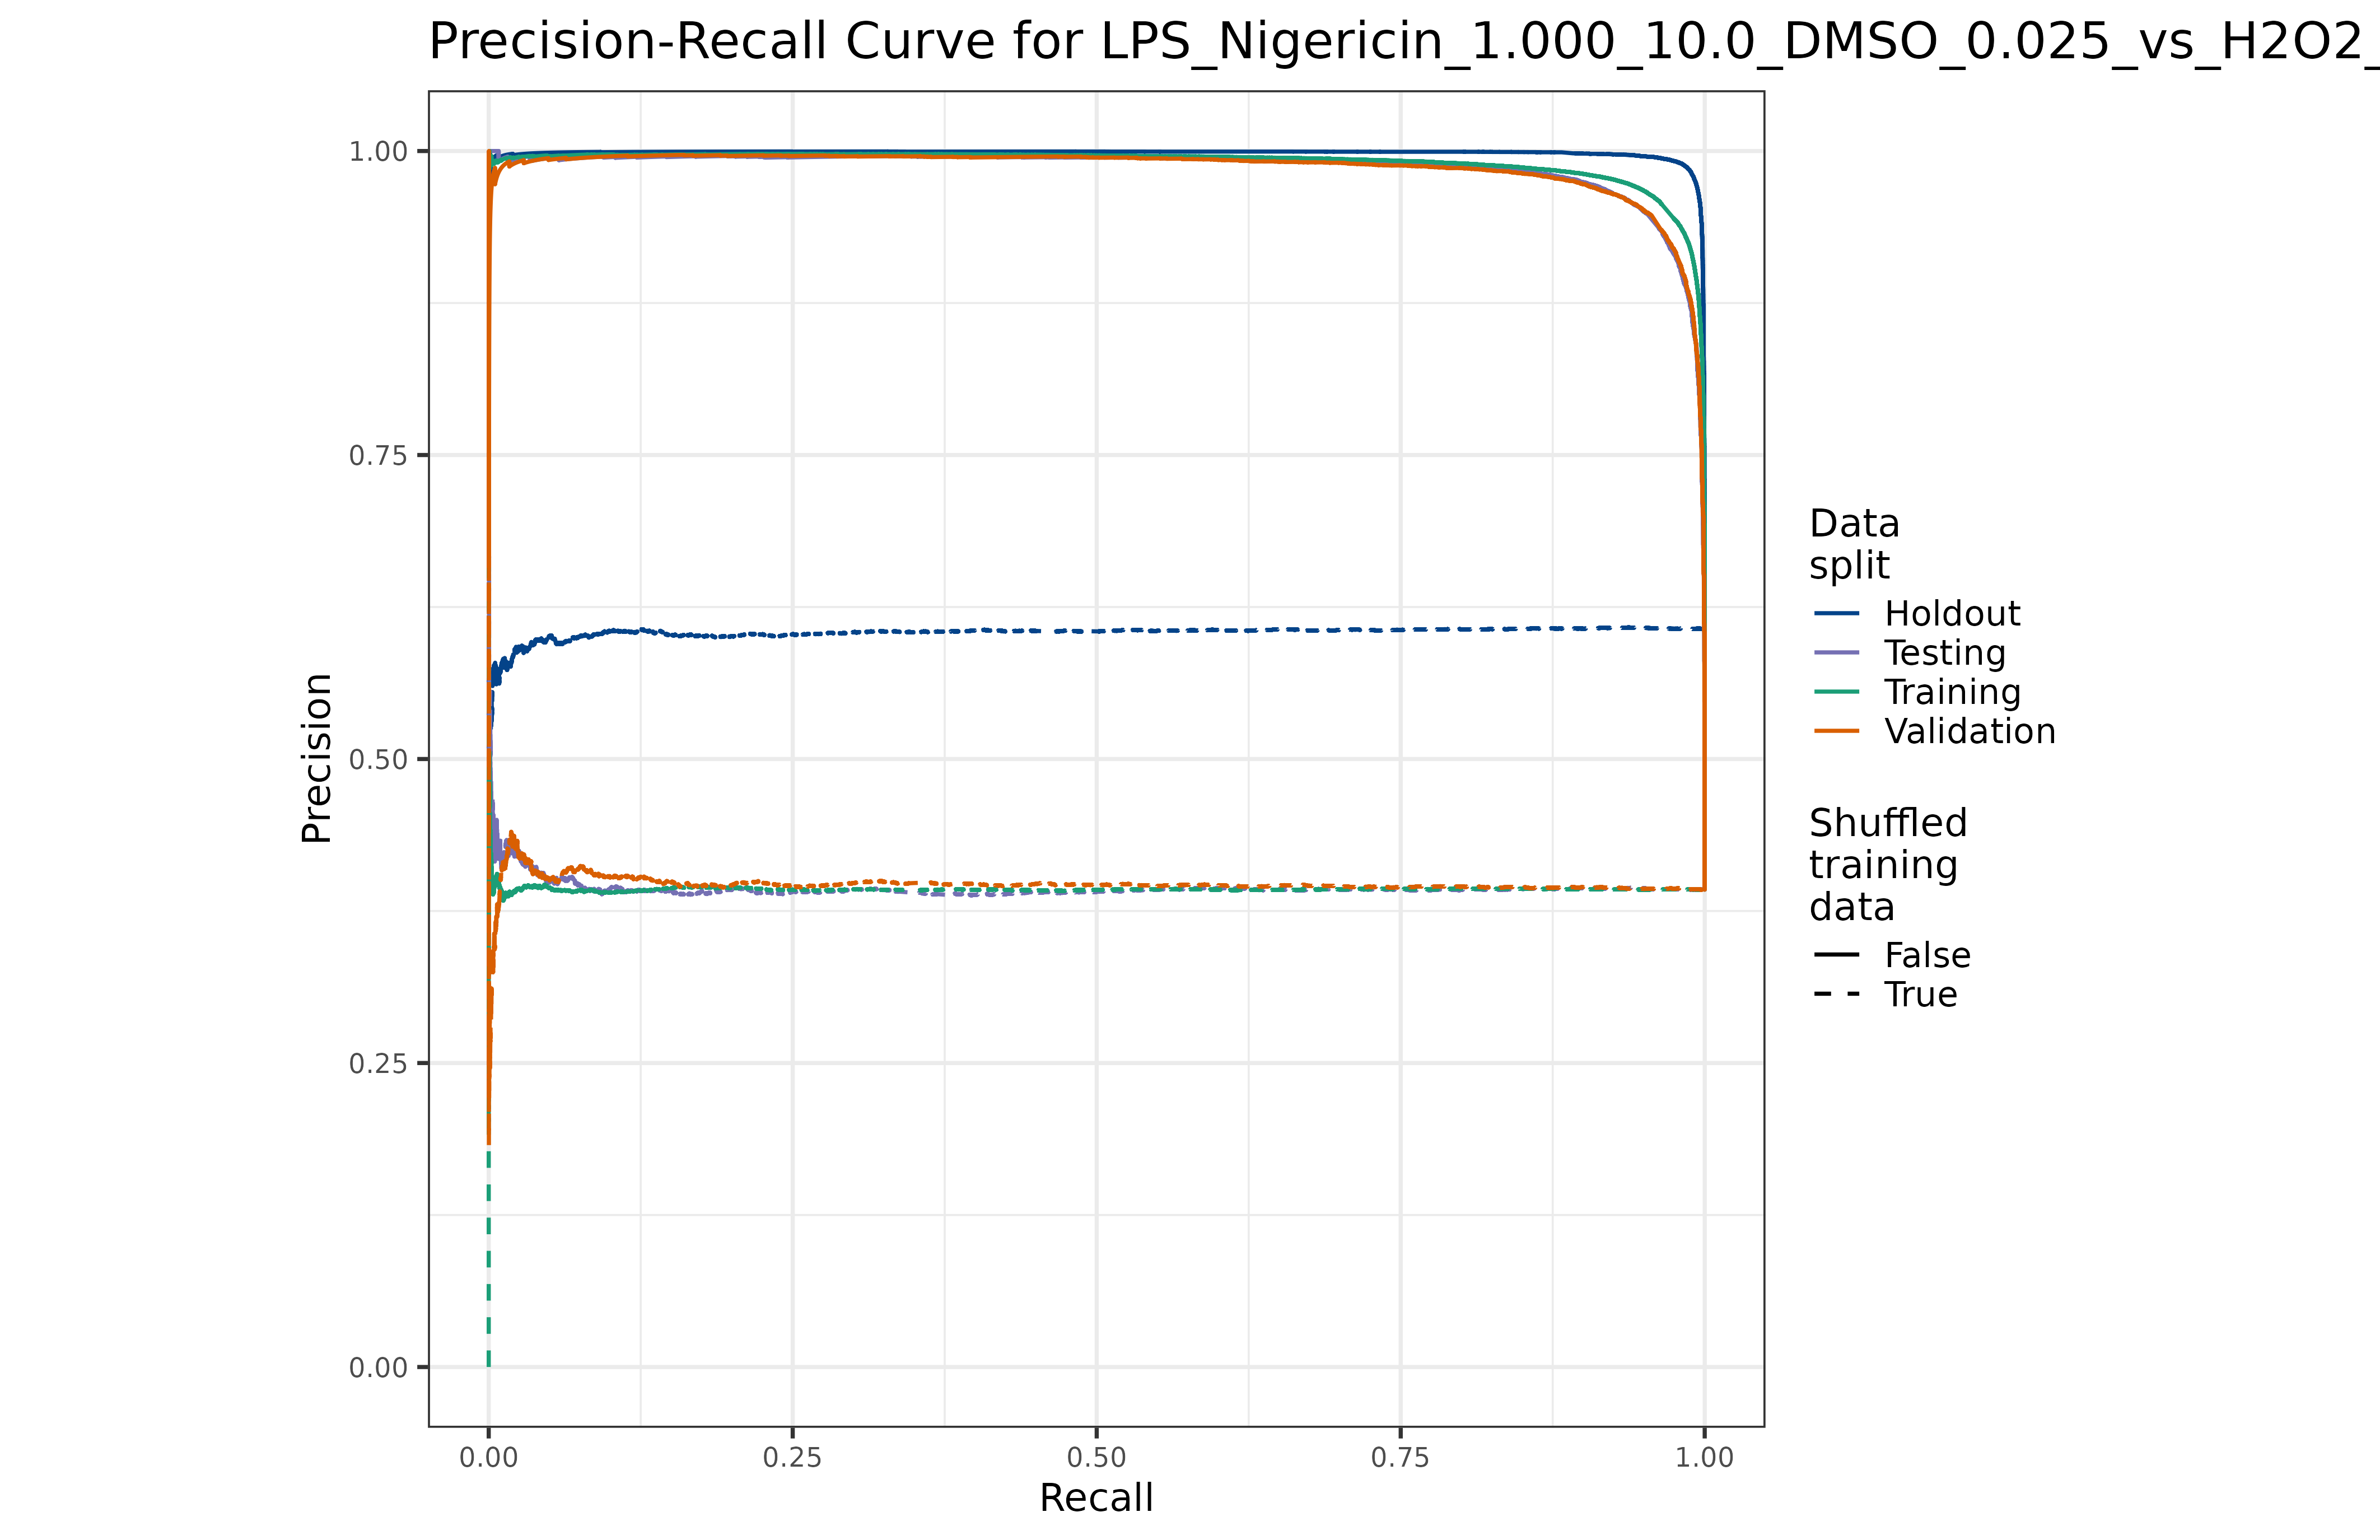 Precision-Recall Curve for LPS_Nigericin_1.000_10.0_DMSO_0.025_vs_H2O2_
1.00
0.75
0.50
0.25
0.00
Precision
0.00 0.25 0.50 0.75 1.00
Recall
Data
split
Holdout
Testing
Training
Validation
Shuffled
training
data
False
True